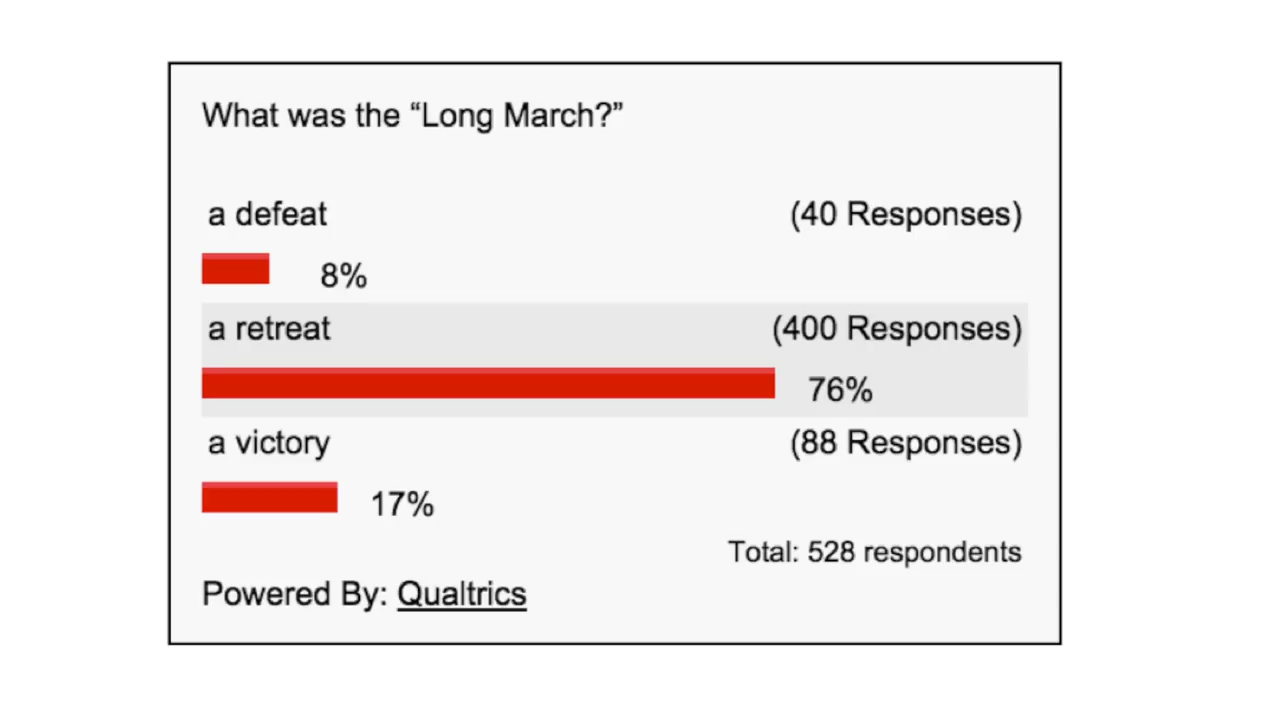 What was the “Long March?”
a defeat (40 Responses)
8%
a retreat (400 Responses)
76%
a victory (88 Responses)
17%
Total: 528 respondents
Powered By: Qualtrics